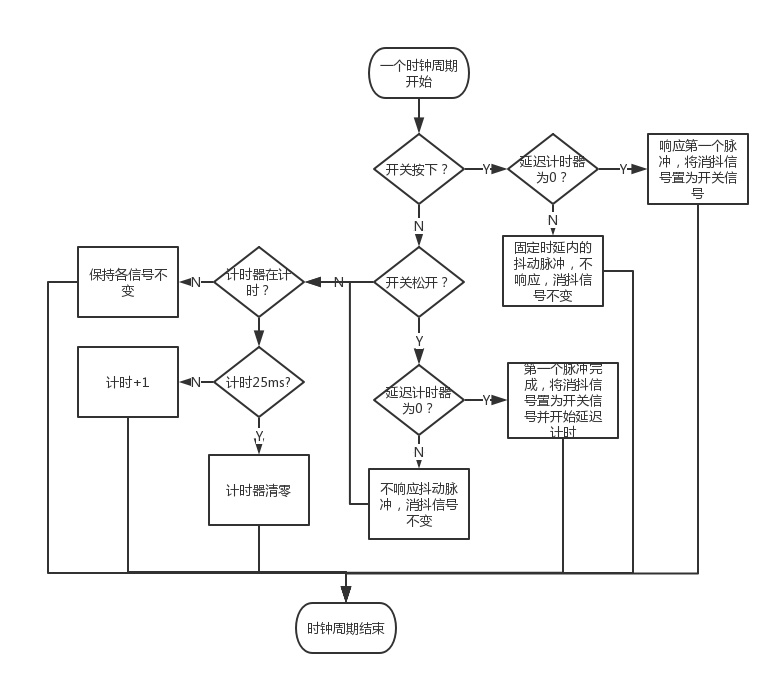 一个时钟周期
开始
开关按下？
Y
延迟计时器
为0？
Y
响应第一个脉
冲，将消抖信
号置为开关信
号
N
N
固定时延内的
抖动脉冲，不
响应，消抖信
号不变
保持各信号不
变
N
计时器在计
时？
N
开关松开？
Y
计时+1
N
计时25ms?
延迟计时器
为0？
Y
第一个脉冲完
成，将消抖信
号置为开关信
号并开始延迟
计时
Y
N
计时器清零
不响应抖动脉
冲，消抖信号
不变
时钟周期结束